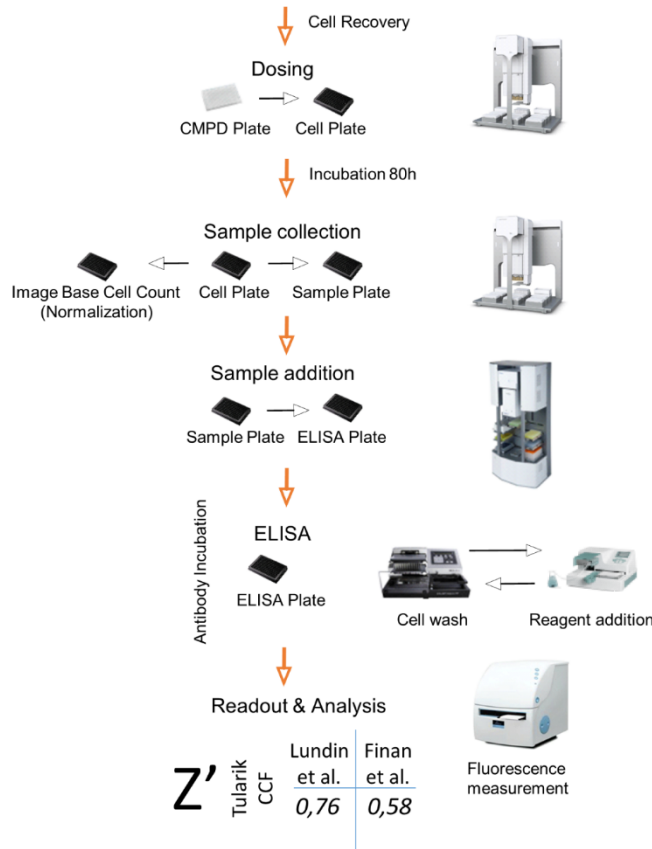 Cell Recovery
Dosing
CMPD Plate
Cell Plate
Incubation 80h
Sample collection
Image Base Cell Count
(Normalization)
Cell Plate
Sample Plate
Sample addition
Sample Plate
ELISA Plate
Antibody Incubation
ELISA
ELISA Plate
Cell wash
Reagent addition
Readout & Analysis
Z’
Tularik
CCF
Lundin
et al.
Finan
et al.
0,76
0,58
Fluorescence
measurement